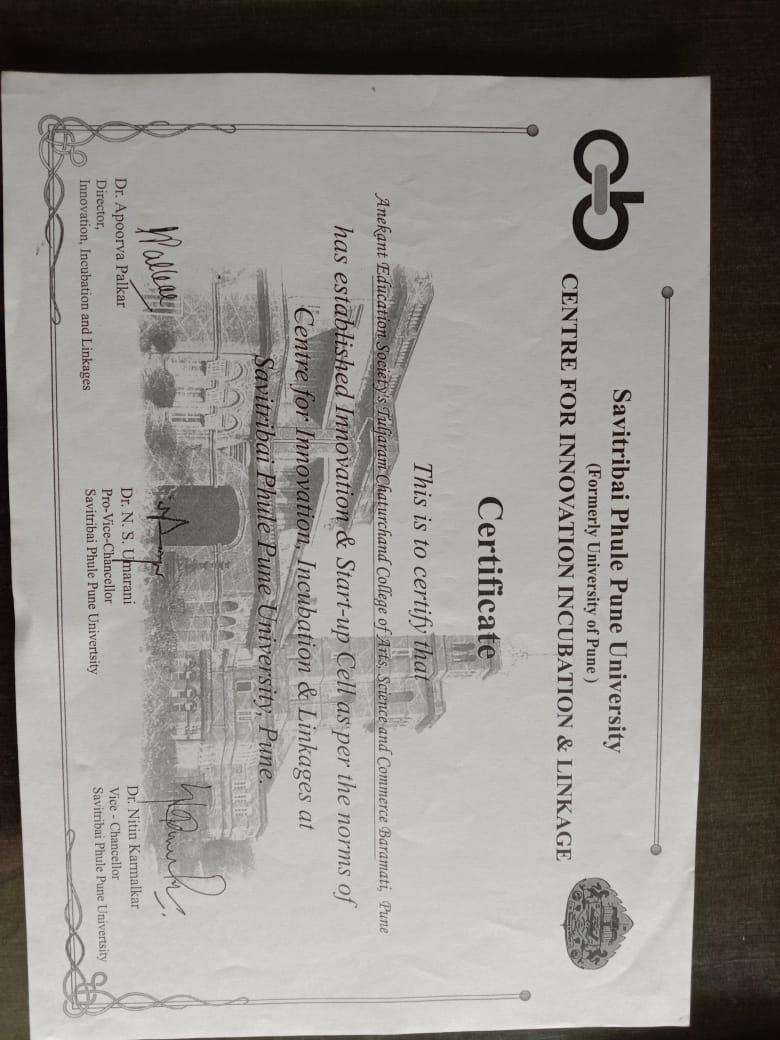 Savitribai Phule Pune University
(Formerly University of Pune )
CENTRE FOR INNOVATION INCUBATION & LINKAGE
Certificate
This is to certify that
Anekant Education Society's Tuljaram Chaturchand College of Arts, Science and Commerce Baramati, Pune
has established Innovation & Start-up Cell as per the norms of
Centre for Innovation, Incubation & Linkages at
Savitribai Phule Pune University, Pune.
Dr. Apoorva Palkar
Director,
Innovation, Incubation and Linkages
Dr. N. S. Umarani
Pro-Vice-Chancellor
Savitribai Phule Pune Univertsity
Dr. Nitin Karmalkar
Vice - Chancellor
Savitribai Phule Pune Univertsity